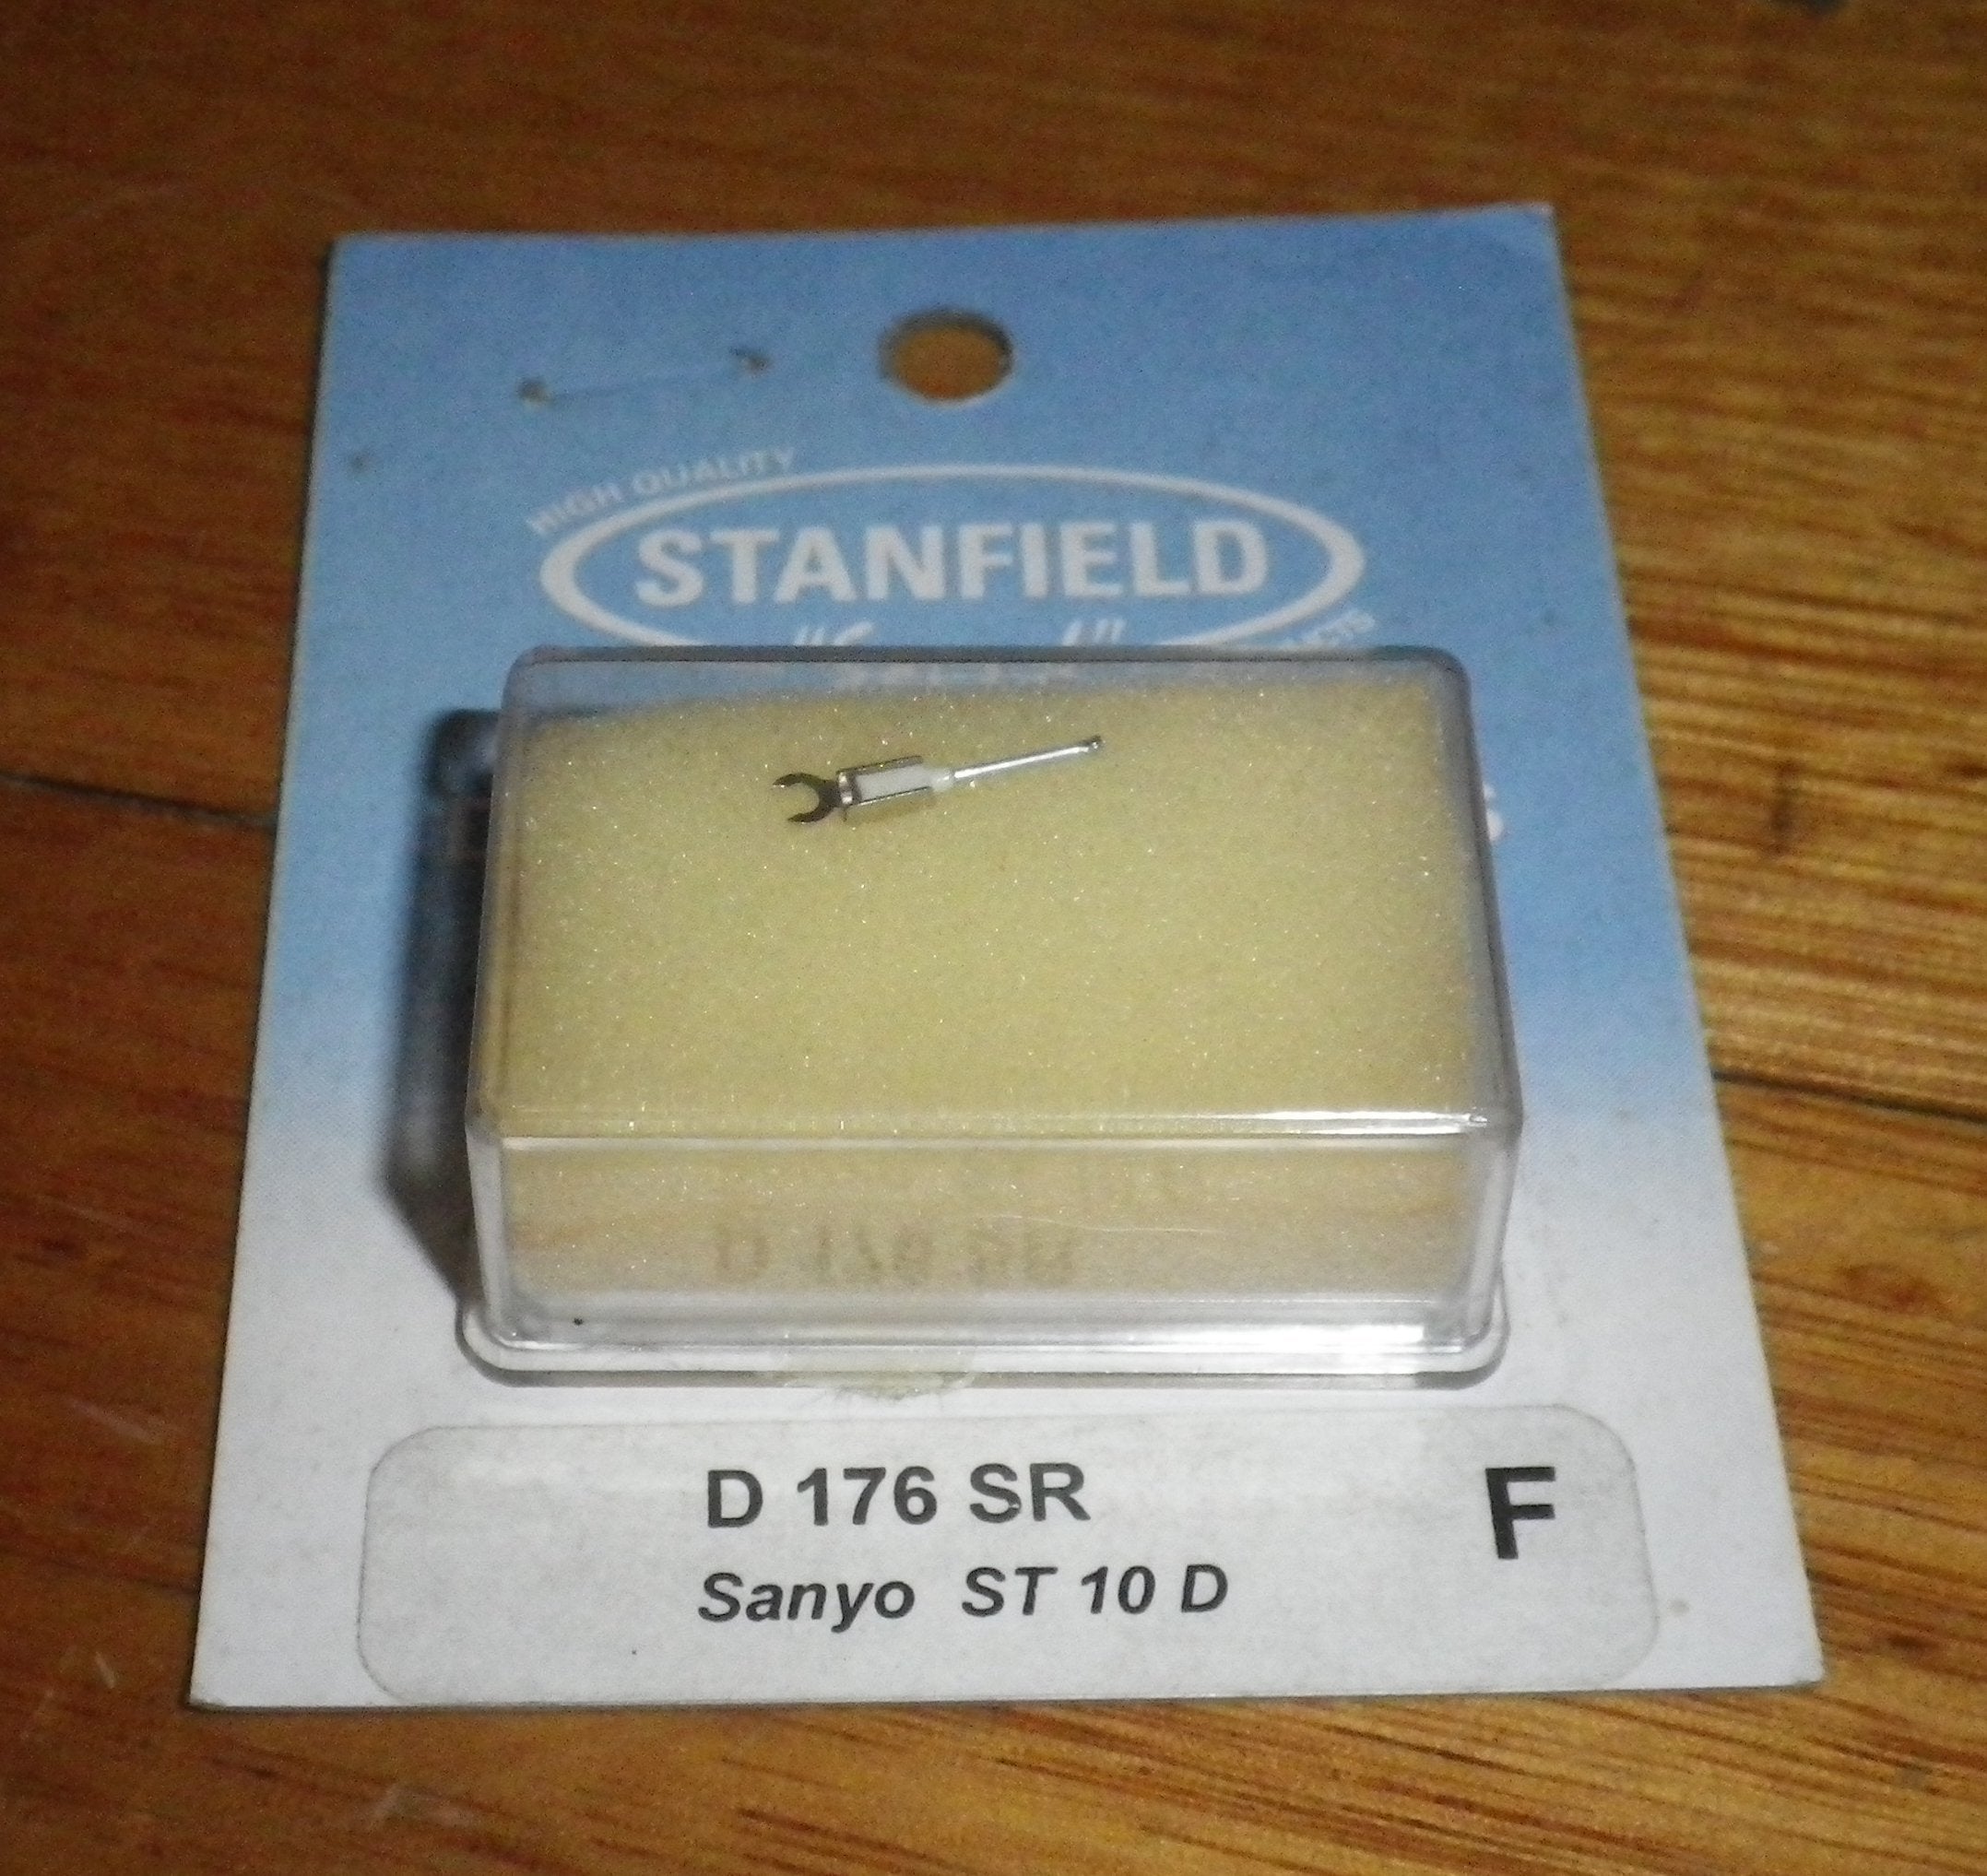 HIGH QUALITY
STANFIELD
D 176 SR
F
Sanyo ST 10 D